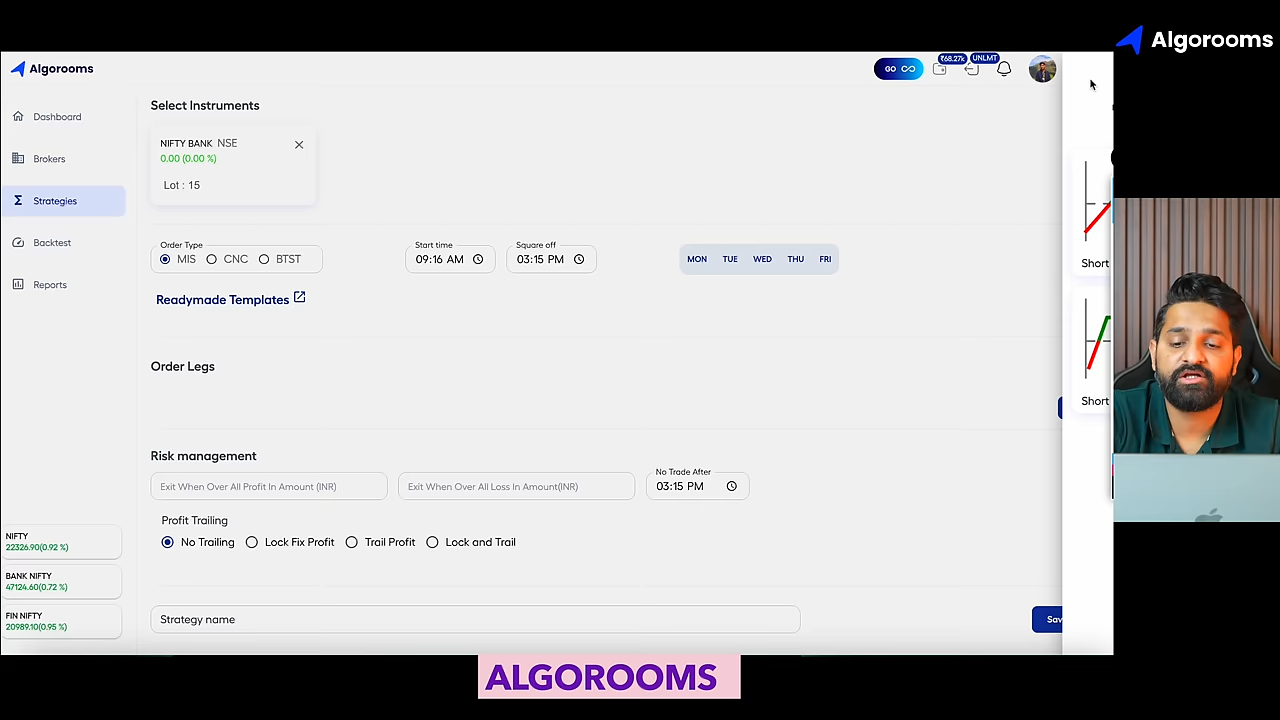 Algorooms
Algorooms
GO
₹68.27k
UNLMT
Dashboard
Brokers
Strategies
Backtest
Reports
NIFTY
22326.90(0.92 %)
BANK NIFTY
47124.60(0.72 %)
FIN NIFTY
20989.10(0.95 %)
Select Instruments
NIFTY BANK NSE
0.00 (0.00 %)
Lot : 15
Order Type
MIS CNC BTST
Start time
09:16 AM
Square off
03:15 PM
MON TUE WED THU FRI
Readymade Templates
Order Legs
Risk management
Exit When Over All Profit In Amount (INR)
Exit When Over All Loss In Amount(INR)
No Trade After
03:15 PM
Profit Trailing
No Trailing Lock Fix Profit Trail Profit Lock and Trail
Strategy name
Sav
Short
Short
ALGOROOMS